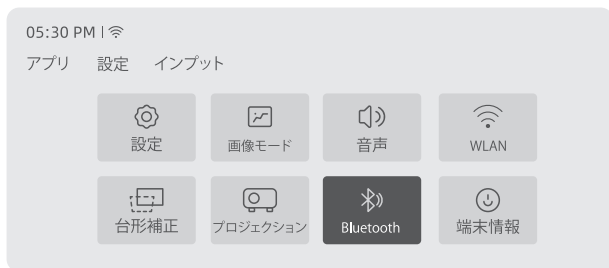 05:30 PM |
アプリ 設定 インプット
設定 画像モード 音声 WLAN
台形補正 プロジェクション Bluetooth 端末情報